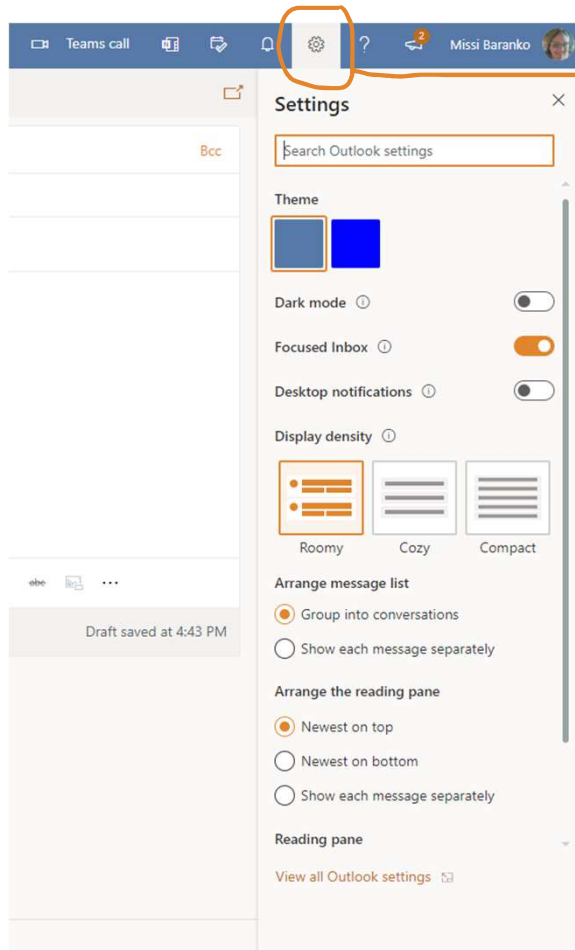 Teams call
2
Missi Baranko
Settings
Bcc
Search Outlook settings
Theme
Dark mode
Focused Inbox
Desktop notifications
Display density
Roomy Cozy Compact
Arrange message list
abc
Group into conversations
Draft saved at 4:43 PM
Show each message separately
Arrange the reading pane
Newest on top
Newest on bottom
Show each message separately
Reading pane
View all Outlook settings